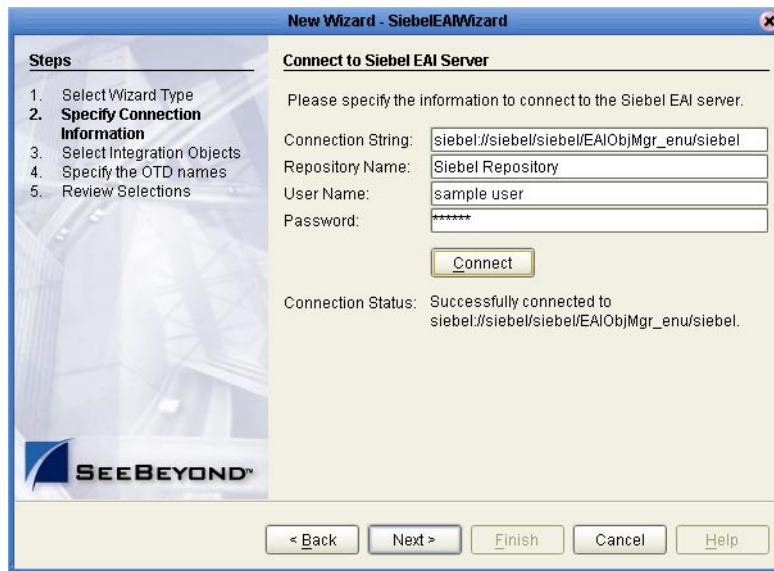 New Wizard - SiebelEAIWizard
Steps
1. Select Wizard Type
2. Specify Connection
Information
3. Select Integration Objects
4. Specify the OTD names
5. Review Selections
Connect to Siebel EAI Server
Please specify the information to connect to the Siebel EAI server.
Connection String: siebel://siebel/siebel/EAIObjMgr_enu/siebel
Repository Name: Siebel Repository
User Name: sample user
Password: ******
Connect
Connection Status: Successfully connected to
siebel://siebel/siebel/EAIObjMgr_enu/siebel.
SEEBEYOND™
< Back Next > Finish Cancel Help